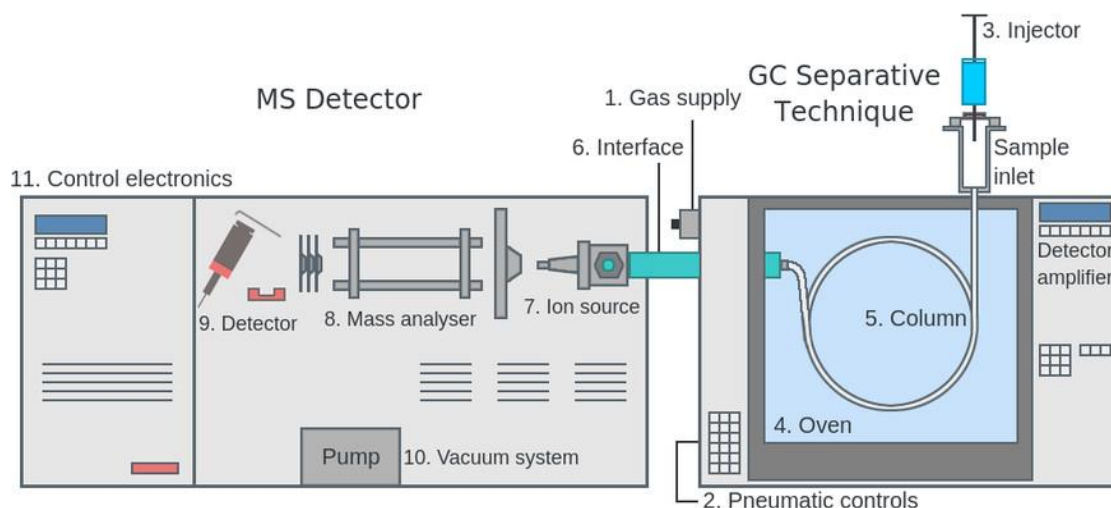 MS Detector
GC Separative
Technique
1. Gas supply
3. Injector
6. Interface
Sample
inlet
11. Control electronics
Detector
amplifier
9. Detector
8. Mass analyser
7. Ion source
5. Column
4. Oven
Pump
10. Vacuum system
2. Pneumatic controls